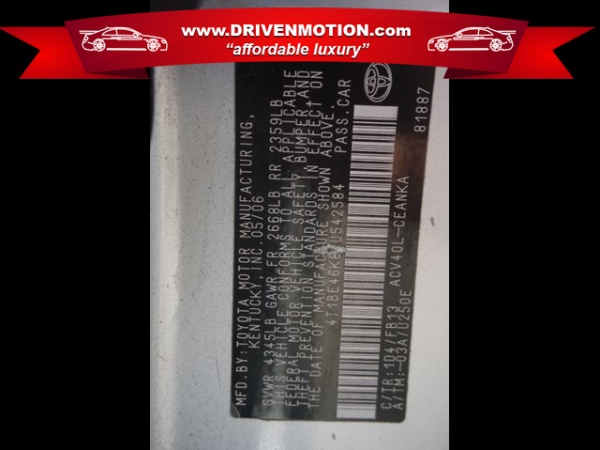 www.DRIVENMOTION.com
“affordable luxury”
MFD.BY:TOYOTA MOTOR MANUFACTURING,
KENTUCKY, INC. 05/06
GVWR 4345LB GAWR FR 2668LB RR 2359LB
THIS VEHICLE CONFORMS TO ALL APPLICABLE
FEDERAL MOTOR VEHICLE SAFETY, BUMPER, AND
THEFT PREVENTION STANDARDS IN EFFECT ON
THE DATE OF MANUFACTURE SHOWN ABOVE.
PASS.CAR
C/TR:1D4/FB13 ACV40L-CEANKA
A/TM:-03A/U250E
81887